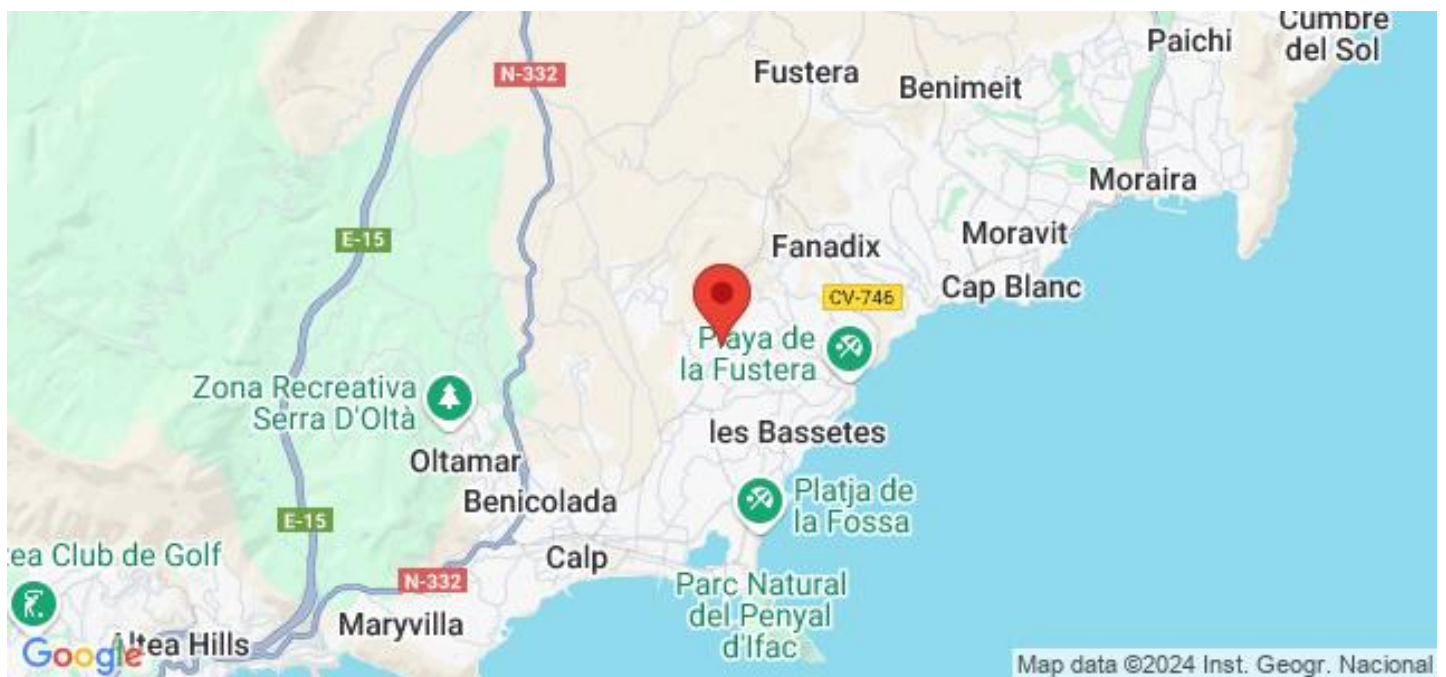 Cumbre
del Sol
Paichi
N-332
Fustera
Benimeit
Moraira
E-15
Fanadix
Moravit
Cap Blanc
CV-746
Playa de
la Fustera
Zona Recreativa
Serra D'Oltà
les Bassetes
Oltamar
Benicolada
Platja de
la Fossa
E-15
tea Club de Golf
Calp
N-332
Parc Natural
del Penyal
d'Ifac
Maryvilla
Altea Hills
Google
Map data ©2024 Inst. Geogr. Nacional